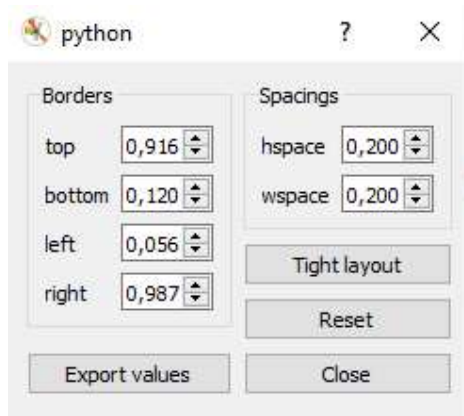 python ?
Borders
top 0,916
bottom 0,120
left 0,056
right 0,987
Export values
Spacings
hspace 0,200
wspace 0,200
Tight layout
Reset
Close